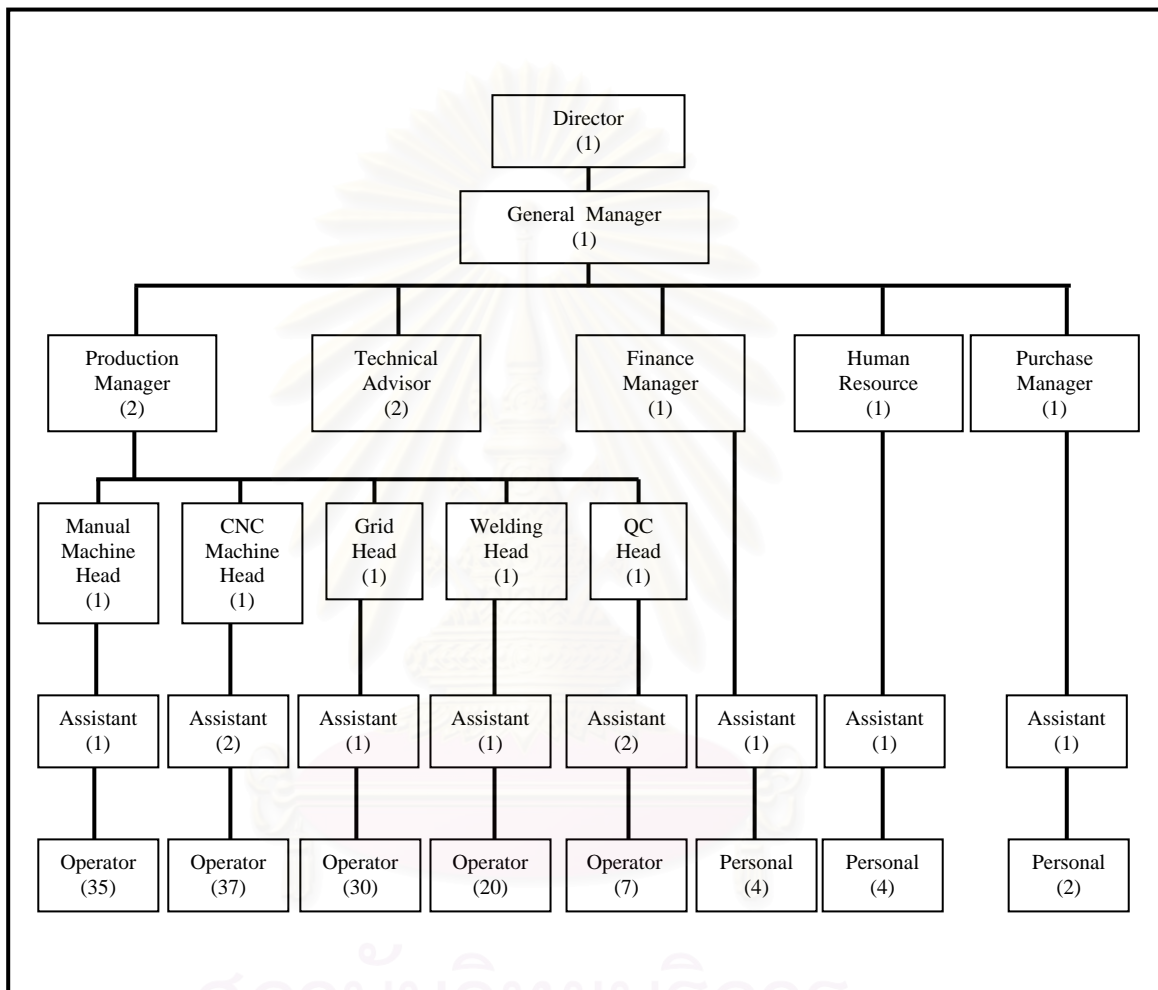 Director
(1)
General Manager
(1)
Production
Manager
(2)
Technical
Advisor
(2)
Finance
Manager
(1)
Human
Resource
(1)
Purchase
Manager
(1)
Manual
Machine
Head
(1)
CNC
Machine
Head
(1)
Grid
Head
(1)
Welding
Head
(1)
QC
Head
(1)
Assistant
(1)
Assistant
(2)
Assistant
(1)
Assistant
(1)
Assistant
(2)
Assistant
(1)
Assistant
(1)
Assistant
(1)
Operator
(35)
Operator
(37)
Operator
(30)
Operator
(20)
Operator
(7)
Personal
(4)
Personal
(4)
Personal
(2)